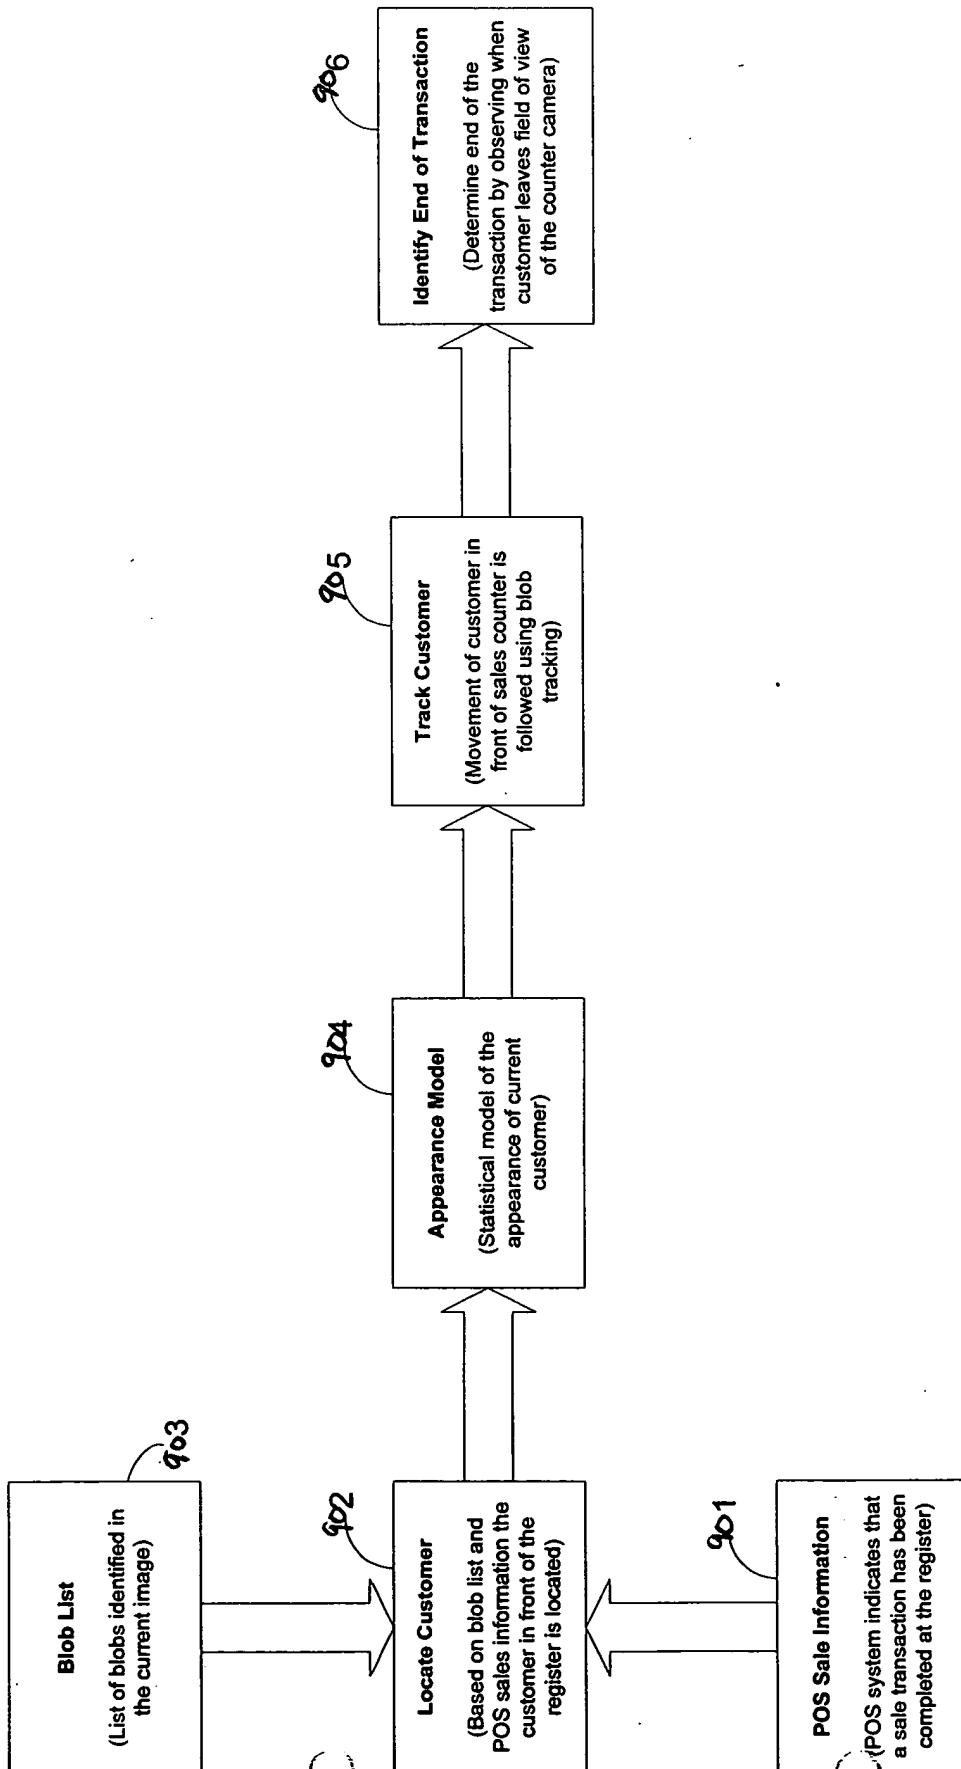 Blob List
(List of blobs identified in
the current image)
903
Locate Customer
(Based on blob list and
POS sales information the
customer in front of the
register is located)
902
POS Sale Information
(POS system indicates that
a sale transaction has been
completed at the register)
901
Appearance Model
(Statistical model of the
appearance of current
customer)
904
Track Customer
(Movement of customer in
front of sales counter is
followed using blob
tracking)
905
Identify End of Transaction
(Determine end of the
transaction by observing when
customer leaves field of view
of the counter camera)
906